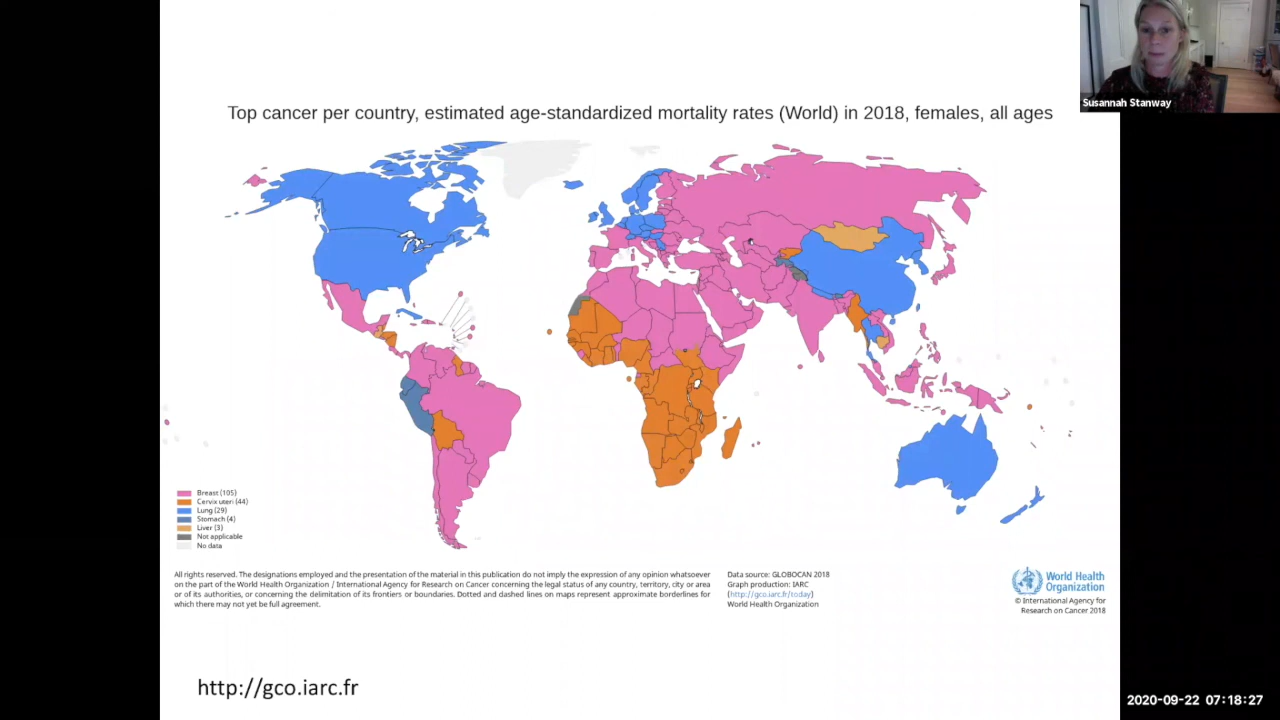 Susannah Stanway
Top cancer per country, estimated age-standardized mortality rates (World) in 2018, females, all ages
Breast (105)
Cervix uteri (44)
Lung (29)
Stomach (4)
Liver (3)
Not applicable
No data
All rights reserved. The designations employed and the presentation of the material in this publication do not imply the expression of any opinion whatsoever
on the part of the World Health Organization / International Agency for Research on Cancer concerning the legal status of any country, territory, city or area
or of its authorities, or concerning the delimitation of its frontiers or boundaries. Dotted and dashed lines on maps represent approximate borderlines for
which there may not yet be full agreement.
Data source: GLOBOCAN 2018
Graph production: IARC
(http://gco.iarc.fr/today)
World Health Organization
World Health
Organization
© International Agency for
Research on Cancer 2018
http://gco.iarc.fr
2020-09-22 07:18:27